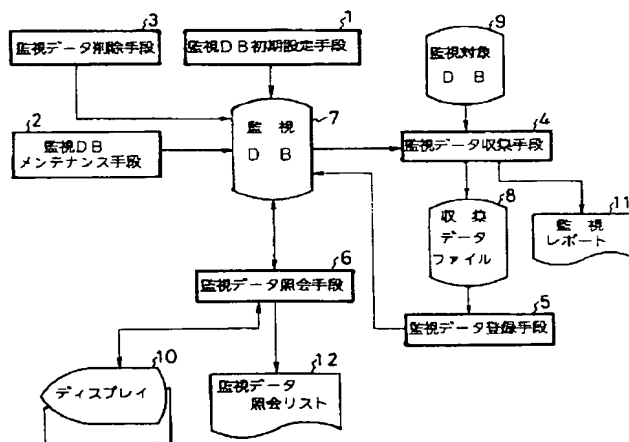 3
監視データ削除手段
1
監視DB初期設定手段
9
監視対象
D B
2
監視DB
メンテナンス手段
7
監 視
D B
4
監視データ収集手段
8
収 集
データ
ファイル
11
監 視
レポート
6
監視データ照会手段
5
監視データ登録手段
10
ディスプレイ
12
監視データ
照会リスト